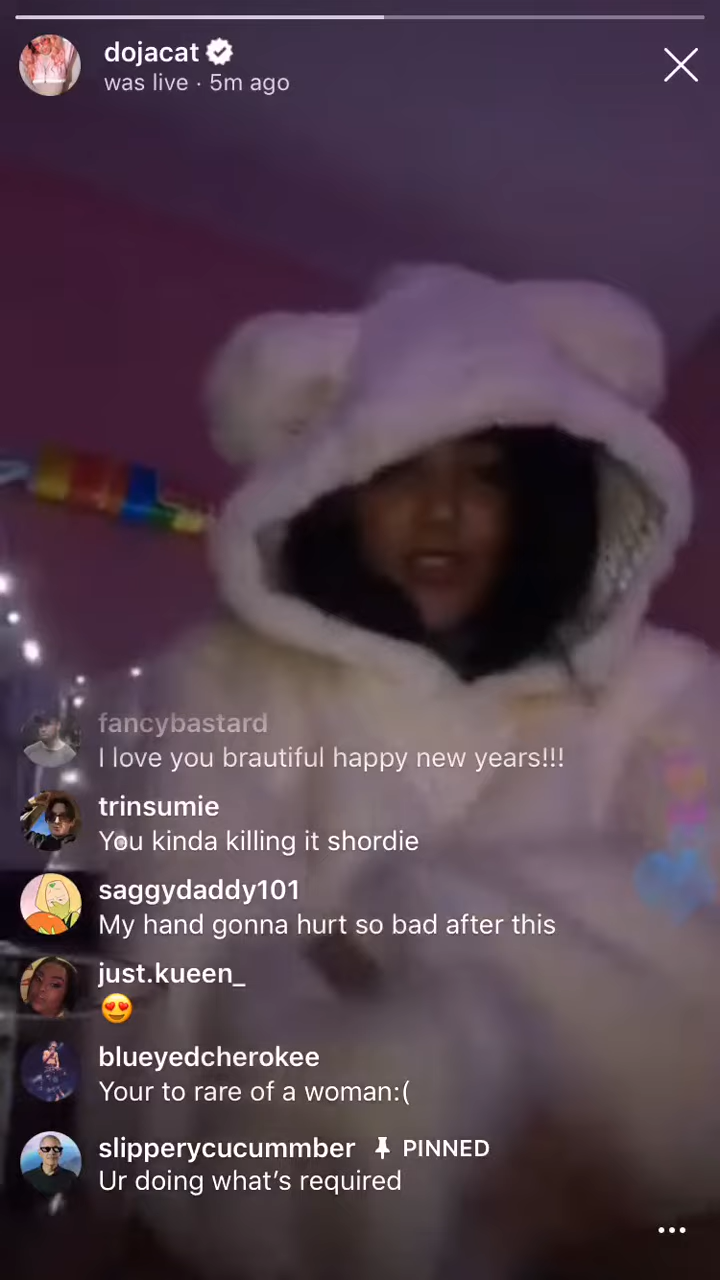 dojacat
was live · 5m ago
fancybastard
I love you brautiful happy new years!!!
trinsumie
You kinda killing it shordie
saggydaddy101
My hand gonna hurt so bad after this
just.kueen_
😍
blueyedcherokee
Your to rare of a woman:(
slipperycucummber PINNED
Ur doing what's required